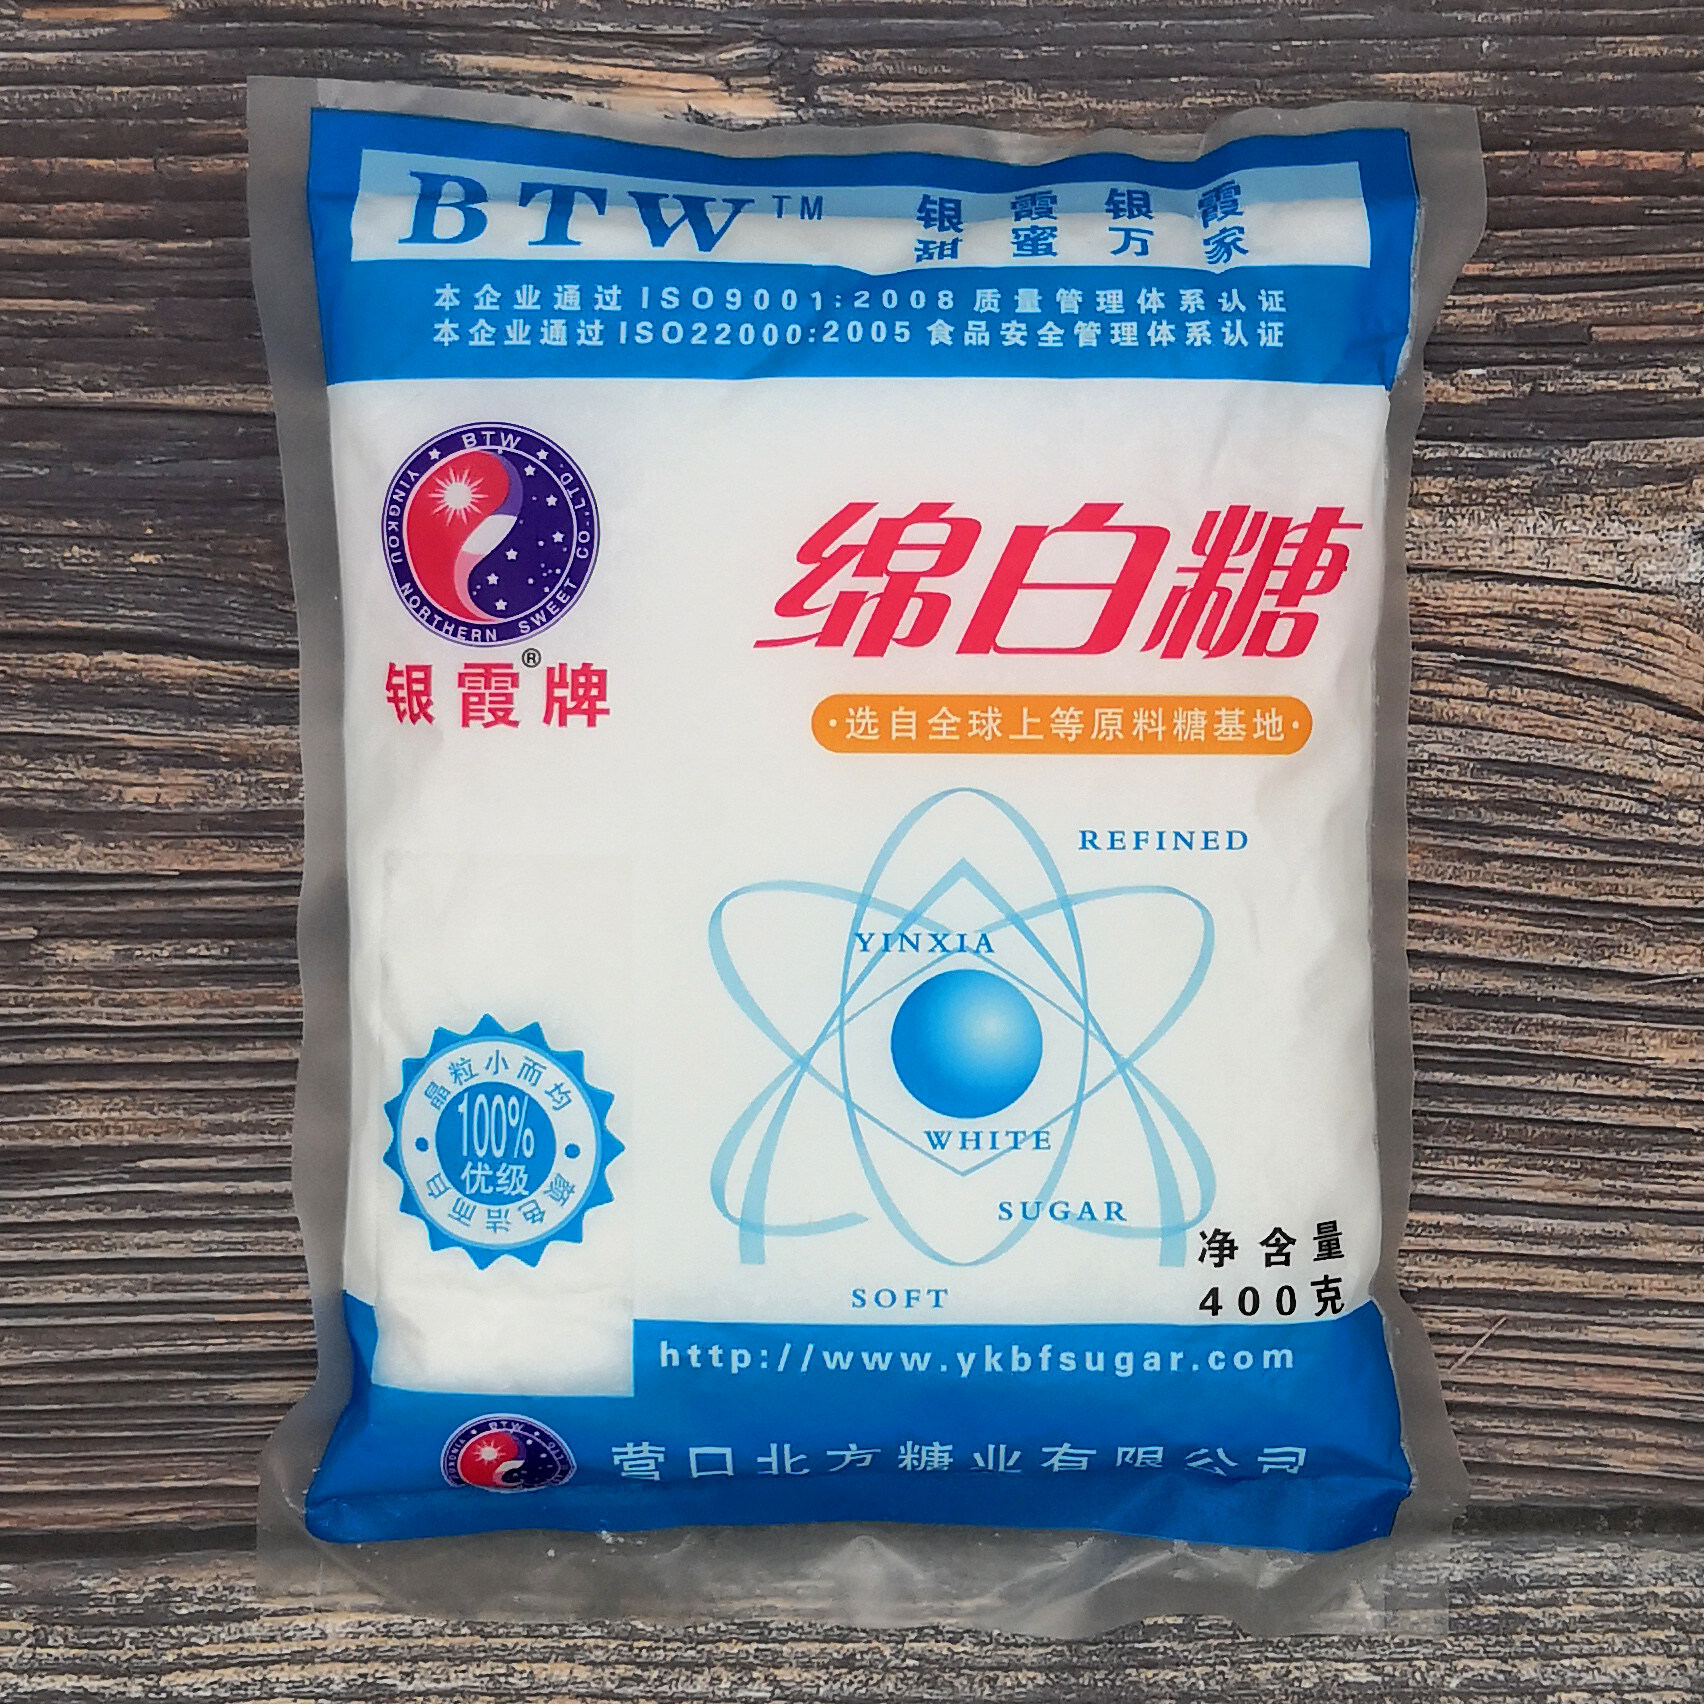 BTW™
银霞银霞
甜蜜万家
本企业通过ISO9001:2008质量管理体系认证
本企业通过ISO22000:2005食品安全管理体系认证
BTW
YINGKOU NORTHERN SWEET CO.,LTD.
银霞®牌
绵白糖
·选自全球上等原料糖基地·
REFINED
YINXIA
WHITE
SUGAR
SOFT
晶粒小而均
100%
优级
颜色洁而白
净含量
400克
http://www.ykbfsugar.com
BTW
营口北方糖业有限公司